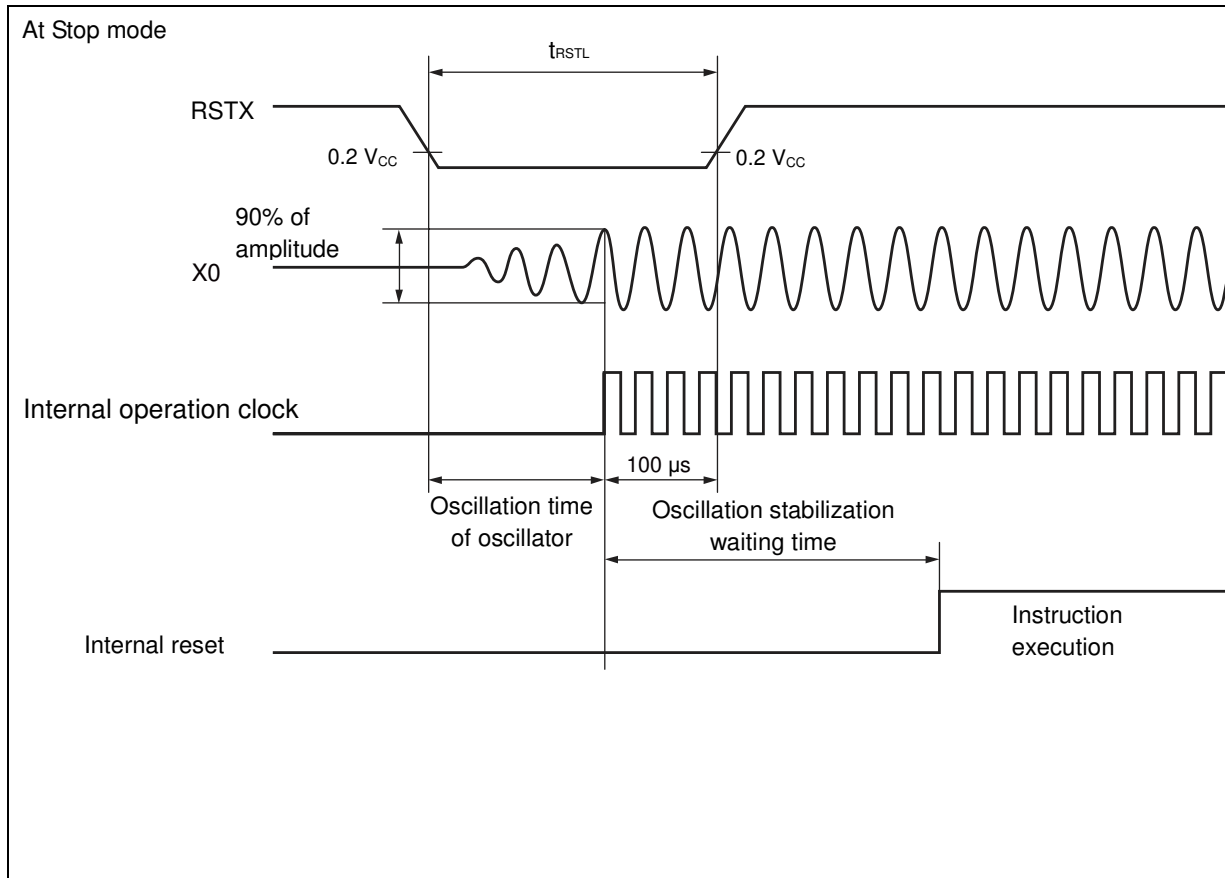 At Stop mode
tRSTL
RSTX
0.2 VCC
0.2 VCC
90% of
amplitude
X0
Internal operation clock
100 µs
Oscillation time
of oscillator
Oscillation stabilization
waiting time
Internal reset
Instruction
execution